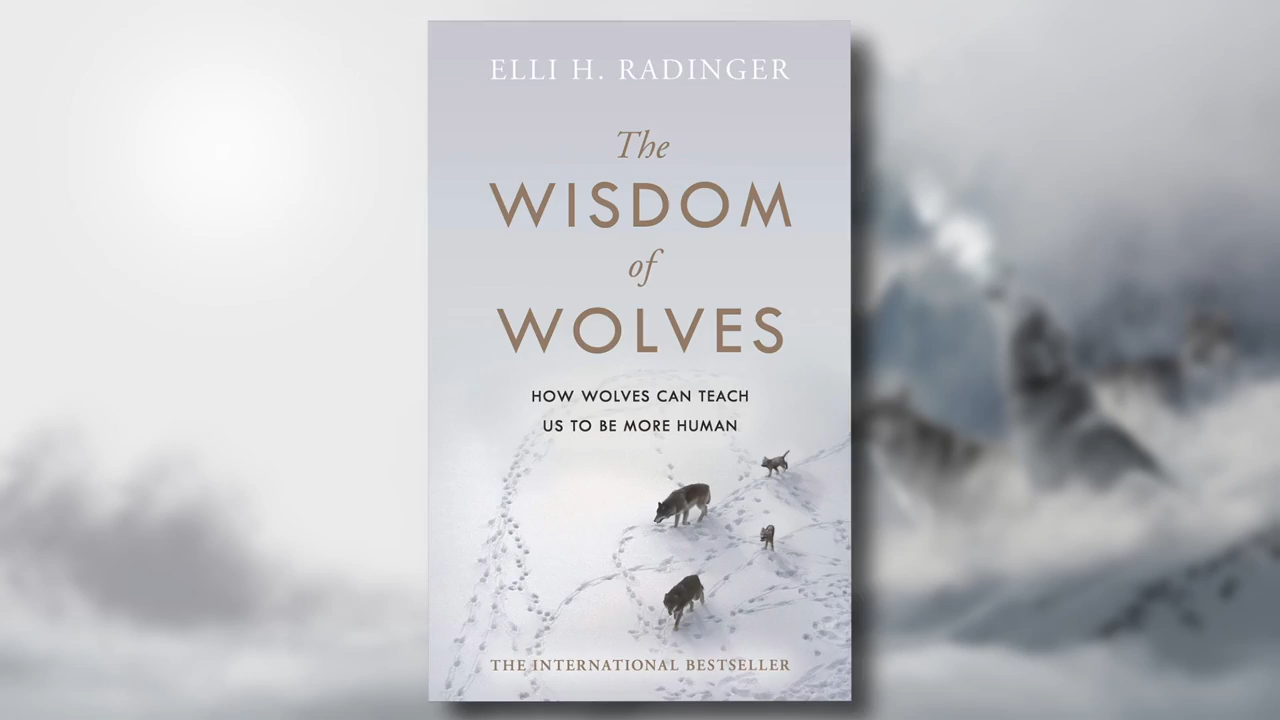 ELLI H. RADINGER
The
WISDOM
of
WOLVES
HOW WOLVES CAN TEACH
US TO BE MORE HUMAN
THE INTERNATIONAL BESTSELLER